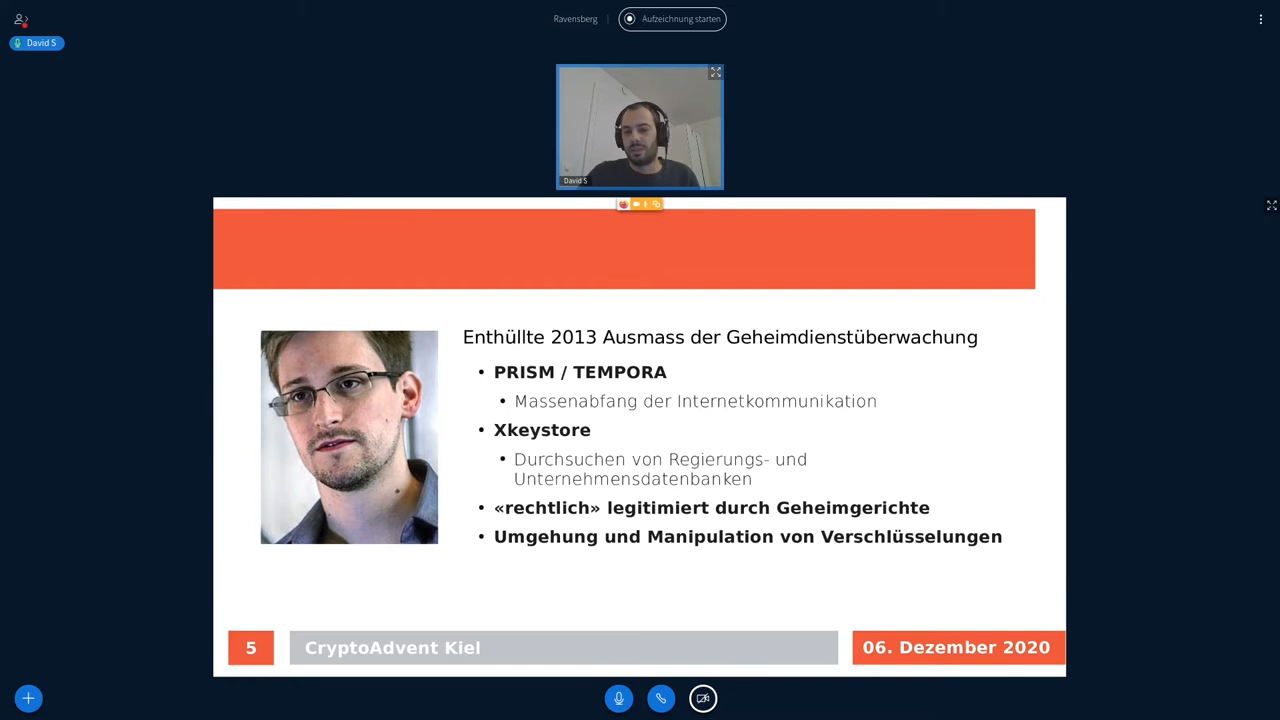 Ravensberg
Aufzeichnung starten
David S
David S
Enthüllte 2013 Ausmass der Geheimdienstüberwachung
• PRISM / TEMPORA
• Massenabfang der Internetkommunikation
• Xkeystore
• Durchsuchen von Regierungs- und
Unternehmensdatenbanken
• «rechtlich» legitimiert durch Geheimgerichte
• Umgehung und Manipulation von Verschlüsselungen
5
CryptoAdvent Kiel
06. Dezember 2020